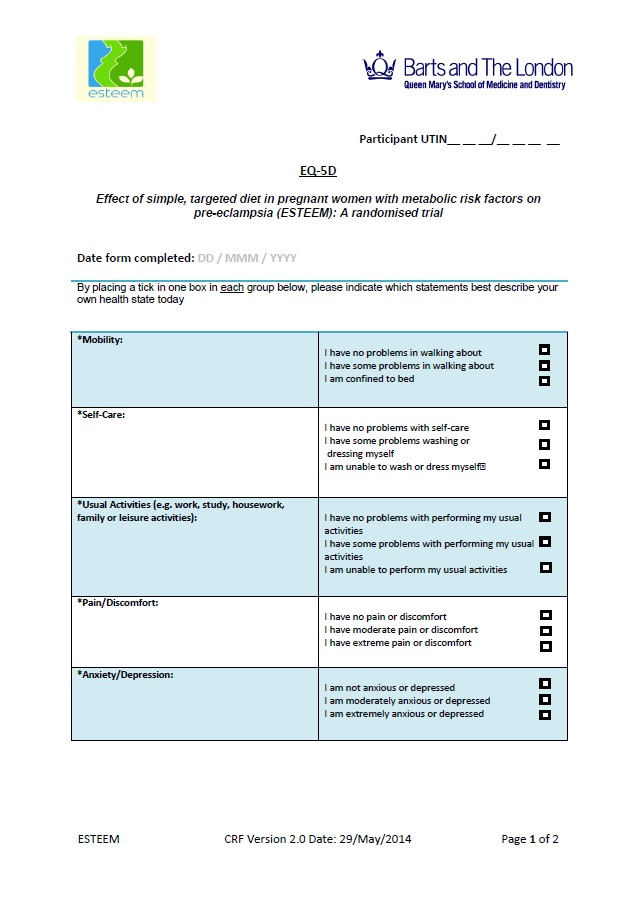 esteem
Barts and The London
Queen Mary's School of Medicine and Dentistry
Participant UTIN__ __ __/__ __ __ __
EQ-5D
Effect of simple, targeted diet in pregnant women with metabolic risk factors on
pre-eclampsia (ESTEEM): A randomised trial
Date form completed: DD / MMM / YYYY
By placing a tick in one box in each group below, please indicate which statements best describe your
own health state today
*Mobility:
I have no problems in walking about
I have some problems in walking about
I am confined to bed
*Self-Care:
I have no problems with self-care
I have some problems washing or
dressing myself
I am unable to wash or dress myself
*Usual Activities (e.g. work, study, housework,
family or leisure activities):
I have no problems with performing my usual
activities
I have some problems with performing my usual
activities
I am unable to perform my usual activities
*Pain/Discomfort:
I have no pain or discomfort
I have moderate pain or discomfort
I have extreme pain or discomfort
*Anxiety/Depression:
I am not anxious or depressed
I am moderately anxious or depressed
I am extremely anxious or depressed
ESTEEM CRF Version 2.0 Date: 29/May/2014 Page 1 of 2